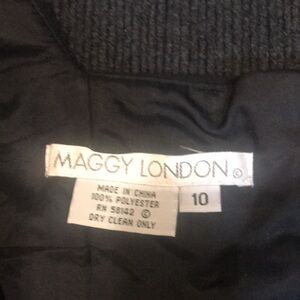 MAGGY LONDON ©
MADE IN CHINA
100% POLYESTER
RN 58142 ©
DRY CLEAN ONLY
10